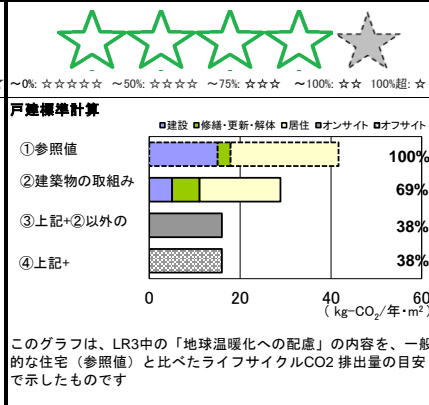 ～0%: ☆☆☆☆☆ ～50%: ☆☆☆☆ ～75%: ☆☆☆ ～100%: ☆☆ 100%超: ☆
戸建標準計算
■建設 ■修繕・更新・解体 □居住 ■オンサイト ■オフサイト
①参照値 100%
②建築物の取組み 69%
③上記+②以外の 38%
④上記+ 38%
0 20 40 60
( kg-CO₂/年・m²)
このグラフは、LR3中の「地球温暖化への配慮」の内容を、一般
的な住宅（参照値）と比べたライフサイクルCO2 排出量の目安
で示したものです